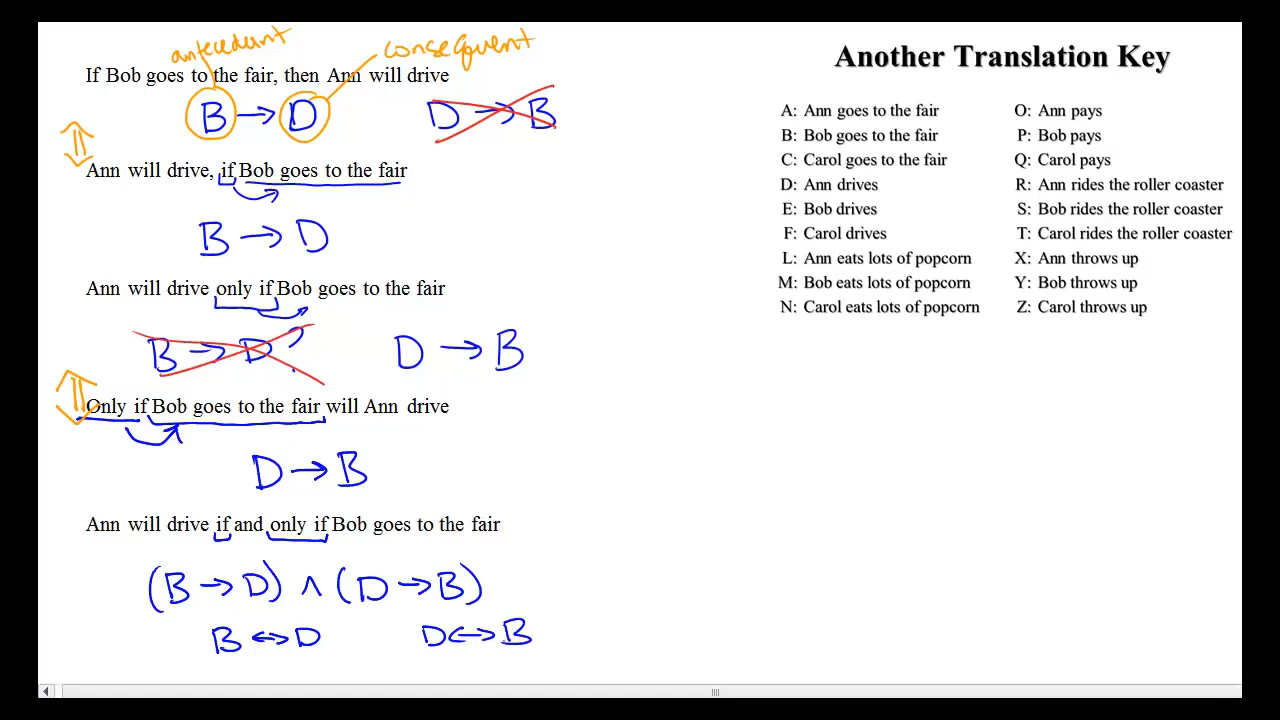 antecedant
consequent
If Bob goes to the fair, then Ann will drive
B → D
D → B
Ann will drive, if Bob goes to the fair
B → D
Ann will drive only if Bob goes to the fair
B → D ?
D → B
Only if Bob goes to the fair will Ann drive
D → B
Ann will drive if and only if Bob goes to the fair
(B → D) ∧ (D → B)
B ↔ D
D ↔ B
Another Translation Key
A: Ann goes to the fair
B: Bob goes to the fair
C: Carol goes to the fair
D: Ann drives
E: Bob drives
F: Carol drives
L: Ann eats lots of popcorn
M: Bob eats lots of popcorn
N: Carol eats lots of popcorn
O: Ann pays
P: Bob pays
Q: Carol pays
R: Ann rides the roller coaster
S: Bob rides the roller coaster
T: Carol rides the roller coaster
X: Ann throws up
Y: Bob throws up
Z: Carol throws up